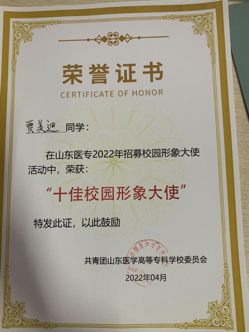 荣誉证书
CERTIFICATE OF HONOR
贾美迪 同学：
在山东医专2022年招募校园形象大使
活动中，荣获：
“十佳校园形象大使”
特发此证，以此鼓励
共青团山东医学高等专科学校委员会
2022年04月